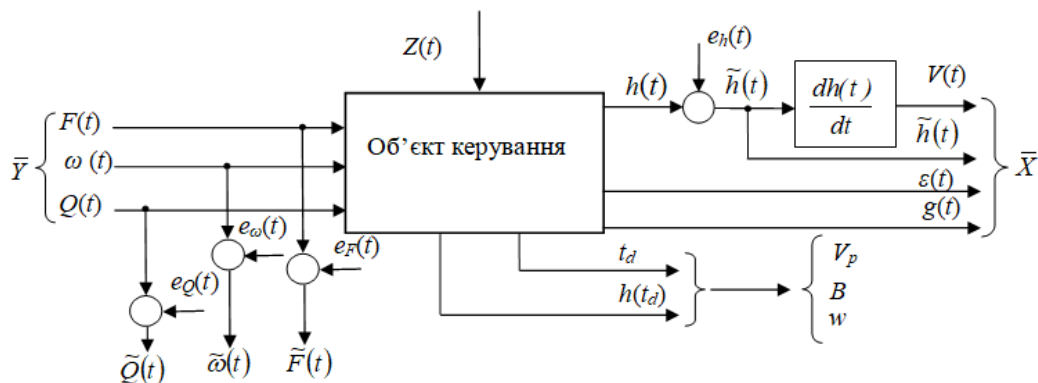 Z(t)
e_h(t)
h(t)
h̃(t)
dh(t)
dt
V(t)
h̃(t)
ε(t)
g(t)
X̄
Ȳ
F(t)
ω (t)
Q(t)
Об’єкт керування
e_ω(t)
e_F(t)
e_Q(t)
Q̃(t)
ω̃(t)
F̃(t)
t_d
h(t_d)
V_p
B
w